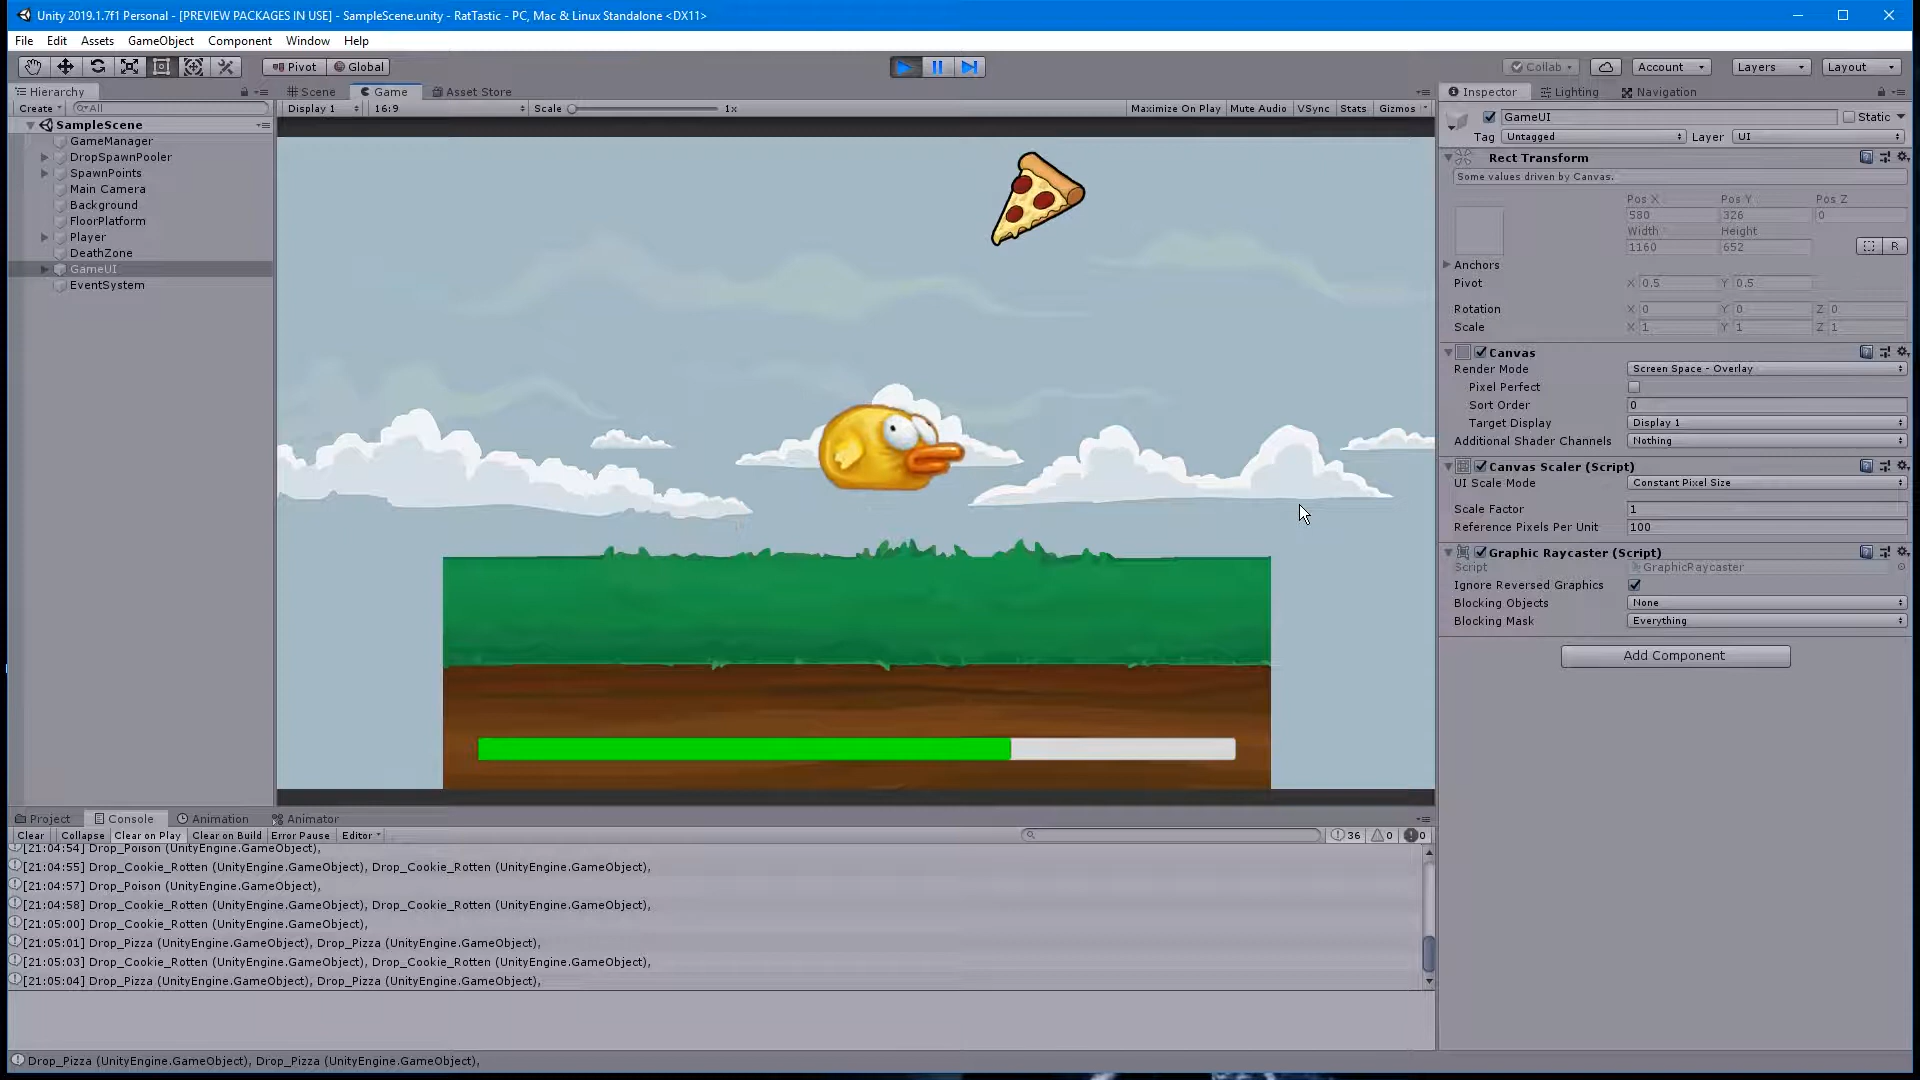 Unity 2019.1.7f1 Personal - [PREVIEW PACKAGES IN USE] - SampleScene.unity - RatTastic - PC, Mac & Linux Standalone <DX11>
File Edit Assets GameObject Component Window Help
Pivot Global Collab Account Layers Layout
Hierarchy
Create All
SampleScene
GameManager
DropSpawnPooler
SpawnPoints
Main Camera
Background
FloorPlatform
Player
DeathZone
GameUI
EventSystem
Scene Game Asset Store
Display 1 16:9 Scale 1x Maximize On Play Mute Audio VSync Stats Gizmos
Inspector Lighting Navigation
GameUI Static
Tag Untagged Layer UI
Rect Transform
Some values driven by Canvas.
Pos X Pos Y Pos Z
580 326 0
Width Height
1160 652
R
Anchors
Pivot X 0.5 Y 0.5
Rotation X 0 Y 0 Z 0
Scale X 1 Y 1 Z 1
Canvas
Render Mode Screen Space - Overlay
Pixel Perfect
Sort Order 0
Target Display Display 1
Additional Shader Channels Nothing
Canvas Scaler (Script)
UI Scale Mode Constant Pixel Size
Scale Factor 1
Reference Pixels Per Unit 100
Graphic Raycaster (Script)
Script GraphicRaycaster
Ignore Reversed Graphics
Blocking Objects None
Blocking Mask Everything
Add Component
Project Console Animation Animator
Clear Collapse Clear on Play Clear on Build Error Pause Editor 36 0 0
[21:04:54] Drop_Poison (UnityEngine.GameObject),
[21:04:55] Drop_Cookie_Rotten (UnityEngine.GameObject), Drop_Cookie_Rotten (UnityEngine.GameObject),
[21:04:57] Drop_Poison (UnityEngine.GameObject),
[21:04:58] Drop_Cookie_Rotten (UnityEngine.GameObject), Drop_Cookie_Rotten (UnityEngine.GameObject),
[21:05:00] Drop_Cookie_Rotten (UnityEngine.GameObject),
[21:05:01] Drop_Pizza (UnityEngine.GameObject), Drop_Pizza (UnityEngine.GameObject),
[21:05:03] Drop_Cookie_Rotten (UnityEngine.GameObject), Drop_Cookie_Rotten (UnityEngine.GameObject),
[21:05:04] Drop_Pizza (UnityEngine.GameObject), Drop_Pizza (UnityEngine.GameObject),
Drop_Pizza (UnityEngine.GameObject), Drop_Pizza (UnityEngine.GameObject),